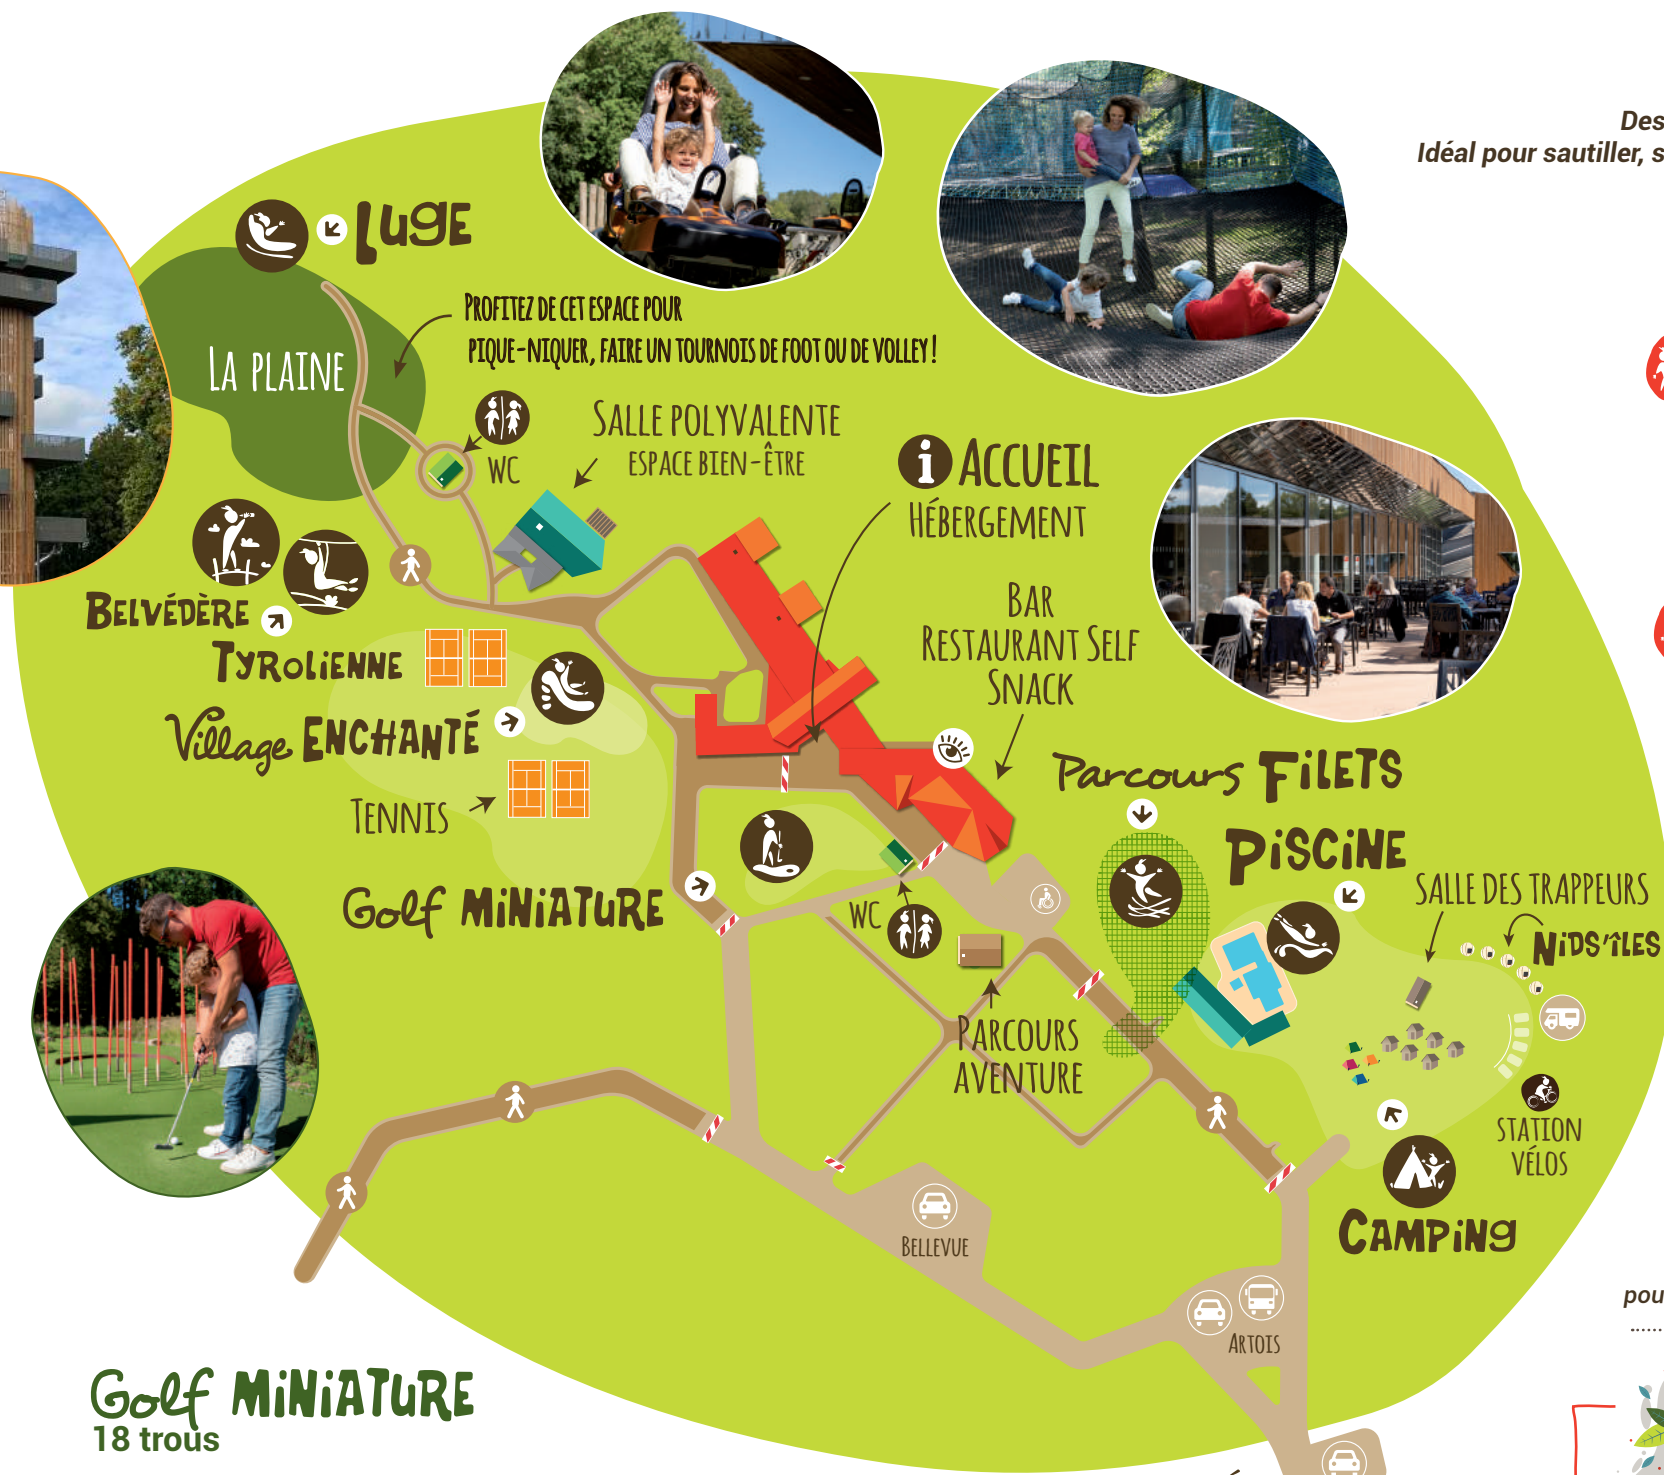 Des
Idéal pour sautiller, s
LUGE
PROFITEZ DE CET ESPACE POUR
PIQUE-NIQUER, FAIRE UN TOURNOIS DE FOOT OU DE VOLLEY !
LA PLAINE
WC
SALLE POLYVALENTE
ESPACE BIEN-ÊTRE
i ACCUEIL
HÉBERGEMENT
BELVÉDÈRE
TYROLIENNE
Village ENCHANTÉ
TENNIS
BAR
RESTAURANT SELF
SNACK
Parcours FILETS
PISCINE
Golf MINIATURE
WC
SALLE DES TRAPPEURS
NIDS'ÎLES
PARCOURS
AVENTURE
STATION
VÉLOS
CAMPING
BELLEVUE
ARTOIS
pou
Golf MINIATURE
18 trous